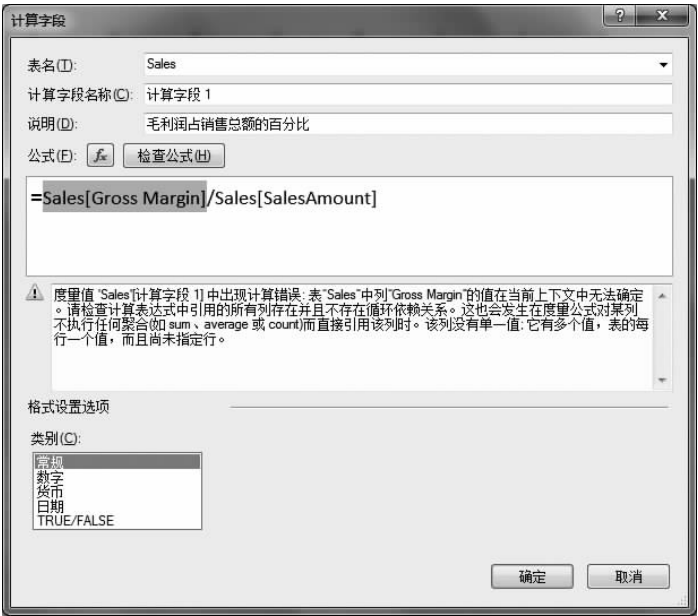 计算字段
表名(T):
Sales
计算字段名称(C):
计算字段 1
说明(D):
毛利润占销售总额的百分比
公式(F):
fx
检查公式(H)
=Sales[Gross Margin]/Sales[SalesAmount]
度量值 'Sales'[计算字段 1] 中出现计算错误: 表"Sales"中列"Gross Margin"的值在当前上下文中无法确定
。请检查计算表达式中引用的所有列存在并且不存在循环依赖关系。这也会发生在度量公式对某列
不执行任何聚合(如 sum、average 或 count)而直接引用该列时。该列没有单一值; 它有多个值，表的每
行一个值，而且尚未指定行。
格式设置选项
类别(C):
常规
数字
货币
日期
TRUE/FALSE
确定
取消